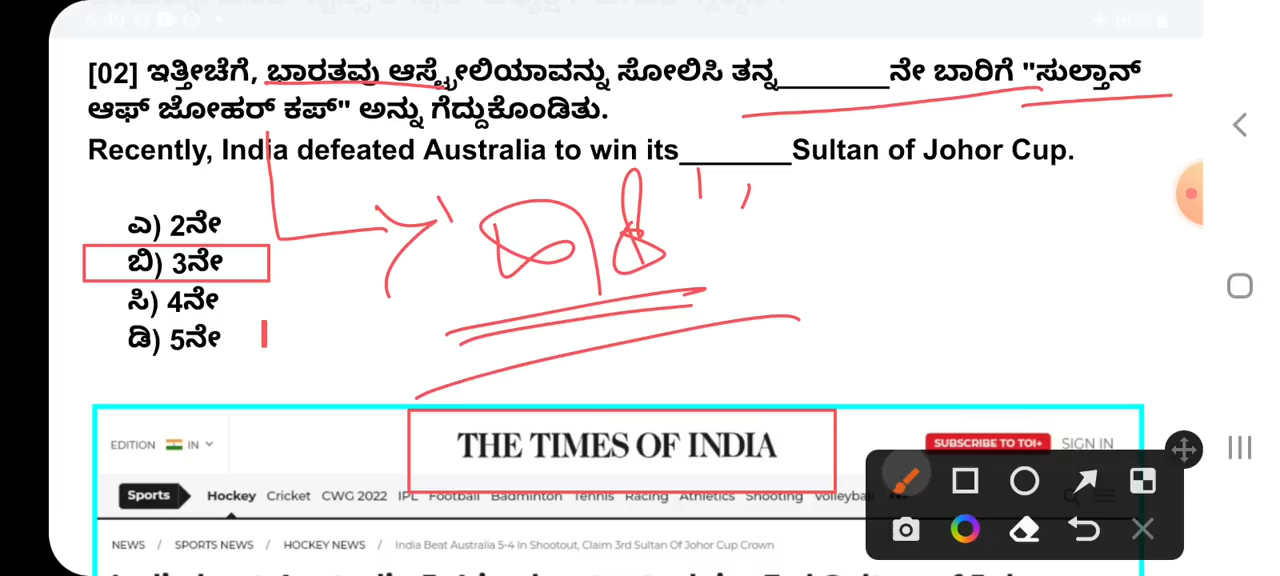 6:49
[02] ಇತ್ತೀಚೆಗೆ, ಭಾರತವು ಆಸ್ಟ್ರೇಲಿಯಾವನ್ನು ಸೋಲಿಸಿ ತನ್ನ_______ನೇ ಬಾರಿಗೆ "ಸುಲ್ತಾನ್
ಆಫ್ ಜೋಹರ್ ಕಪ್" ಅನ್ನು ಗೆದ್ದುಕೊಂಡಿತು.
Recently, India defeated Australia to win its_______Sultan of Johor Cup.
ಎ) 2ನೇ
ಬಿ) 3ನೇ
ಸಿ) 4ನೇ
ಡಿ) 5ನೇ
EDITION IN
THE TIMES OF INDIA
SUBSCRIBE TO TOI+ SIGN IN
Sports Hockey Cricket CWG 2022 IPL Football Badminton Tennis Racing Athletics Shooting Volleyball
NEWS / SPORTS NEWS / HOCKEY NEWS / India Beat Australia 5-4 In Shootout, Claim 3rd Sultan Of Johor Cup Crown